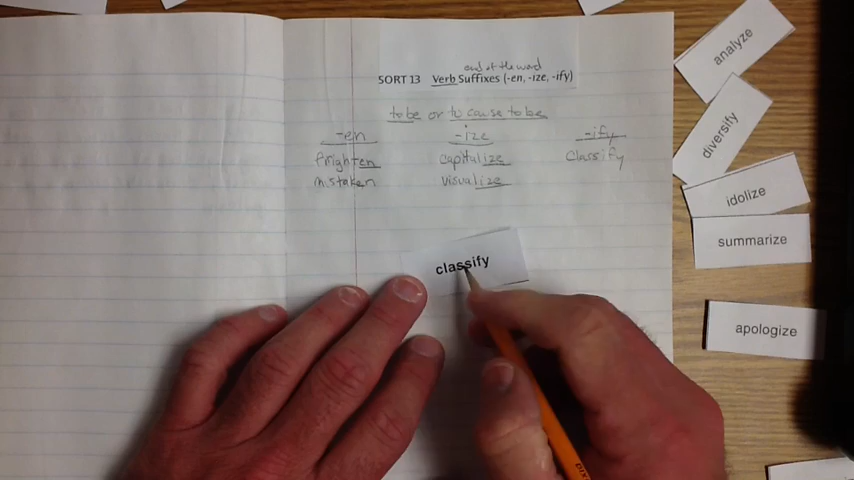 end of the word
SORT 13 Verb Suffixes (-en, -ize, -ify)
to be or to cause to be
-en -ize -ify
frighten capitalize classify
mistaken visualize
classify
analyze
diversify
idolize
summarize
apologize
DIX